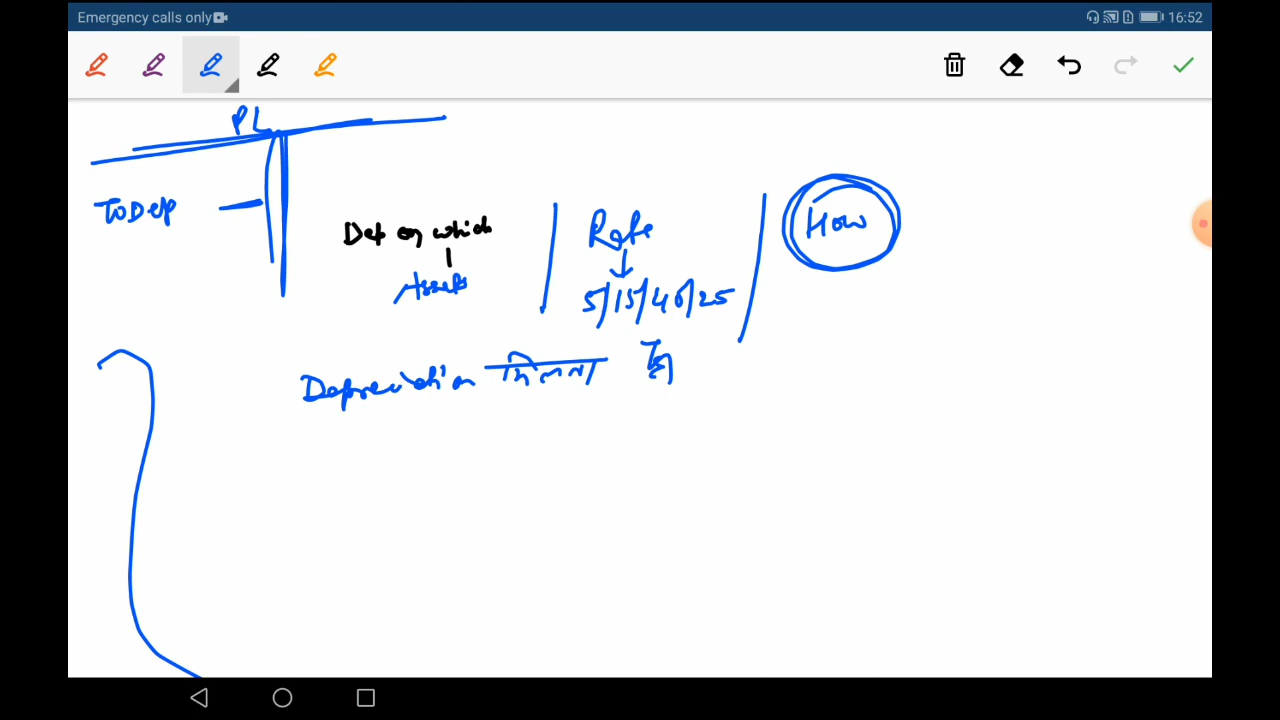 Emergency calls only
16:52
PL
To Dep
Dep on which
Assets
Rate
5/15/40/25
How
Depreciation